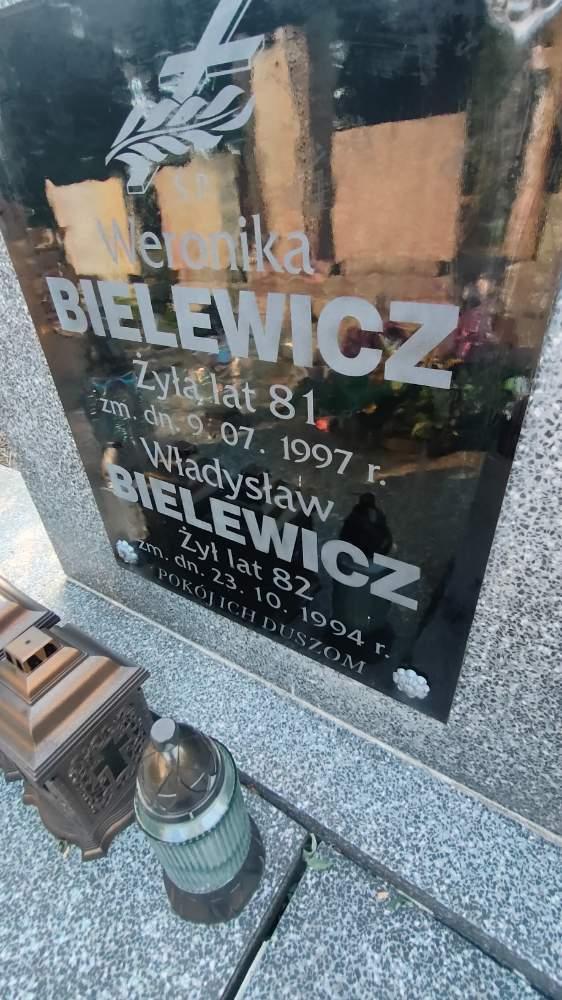 Ś.P.
Weronika
BIELEWICZ
Żyła lat 81
zm. dn. 9. 07. 1997 r.
Władysław
BIELEWICZ
Żył lat 82
zm. dn. 23. 10. 1994 r.
POKÓJ ICH DUSZOM